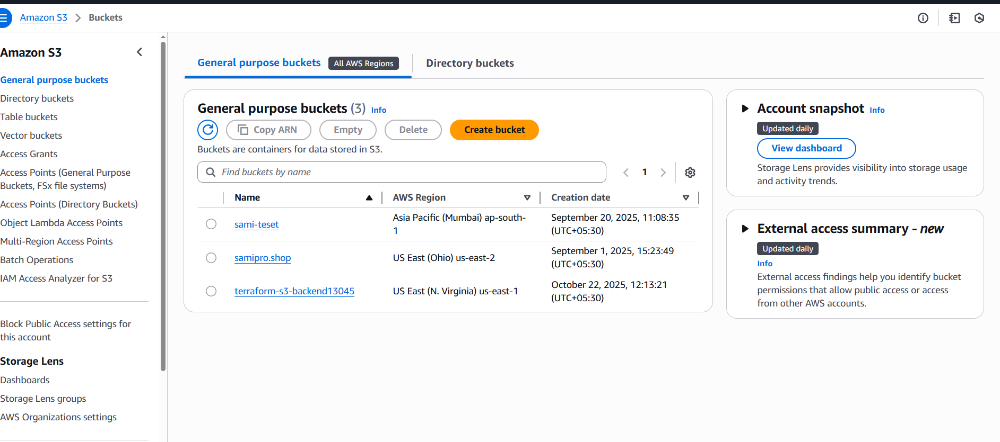 Amazon S3 > Buckets
Amazon S3
General purpose buckets
Directory buckets
Table buckets
Vector buckets
Access Grants
Access Points (General Purpose
Buckets, FSx file systems)
Access Points (Directory Buckets)
Object Lambda Access Points
Multi-Region Access Points
Batch Operations
IAM Access Analyzer for S3
Block Public Access settings for
this account
Storage Lens
Dashboards
Storage Lens groups
AWS Organizations settings
General purpose buckets All AWS Regions Directory buckets
General purpose buckets (3) Info
Copy ARN Empty Delete Create bucket
Buckets are containers for data stored in S3.
Find buckets by name 1
Name AWS Region Creation date
sami-teset Asia Pacific (Mumbai) ap-south-
1 September 20, 2025, 11:08:35
(UTC+05:30)
samipro.shop US East (Ohio) us-east-2 September 1, 2025, 15:23:49
(UTC+05:30)
terraform-s3-backend13045 US East (N. Virginia) us-east-1 October 22, 2025, 12:13:21
(UTC+05:30)
Account snapshot Info
Updated daily
View dashboard
Storage Lens provides visibility into storage usage
and activity trends.
External access summary - new
Updated daily
Info
External access findings help you identify bucket
permissions that allow public access or access
from other AWS accounts.